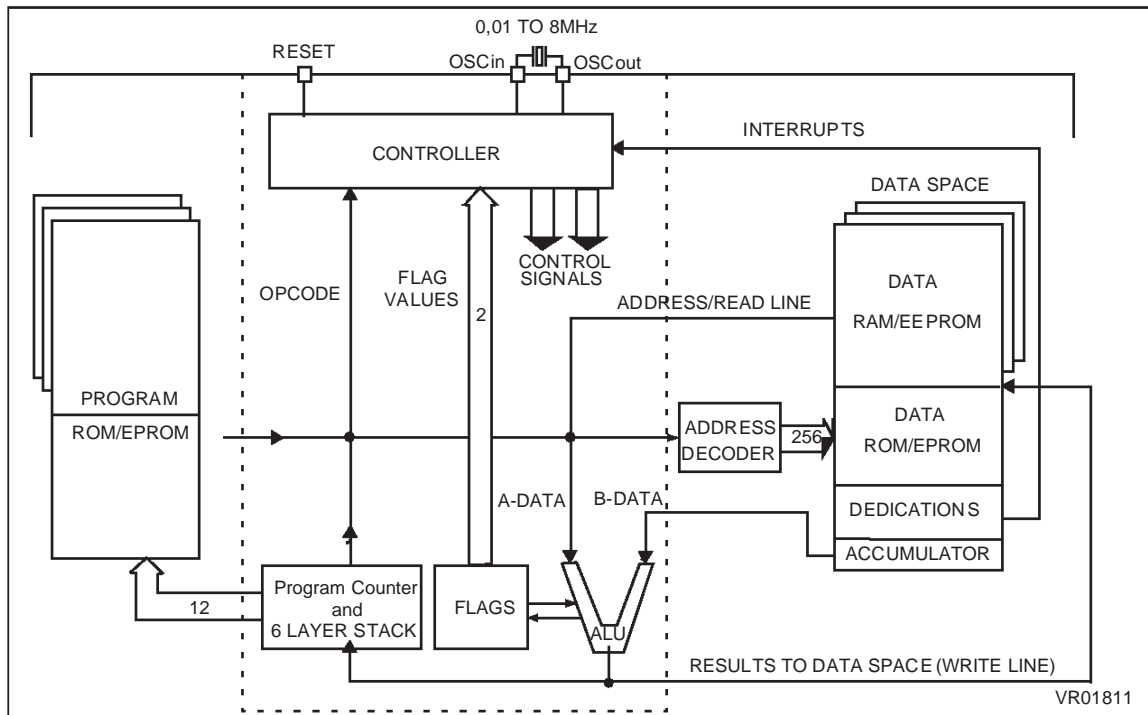 0,01 TO 8MHz
RESET
OSCin
OSCout
INTERRUPTS
CONTROLLER
DATA SPACE
CONTROL
SIGNALS
FLAG
VALUES
OPCODE
2
DATA
RAM/EEPROM
ADDRESS/READ LINE
PROGRAM
ROM/EPROM
ADDRESS
DECODER
256
DATA
ROM/EPROM
A-DATA
B-DATA
DEDICATIONS
ACCUMULATOR
12
Program Counter
and
6 LAYER STACK
FLAGS
ALU
RESULTS TO DATA SPACE (WRITE LINE)
VR01811